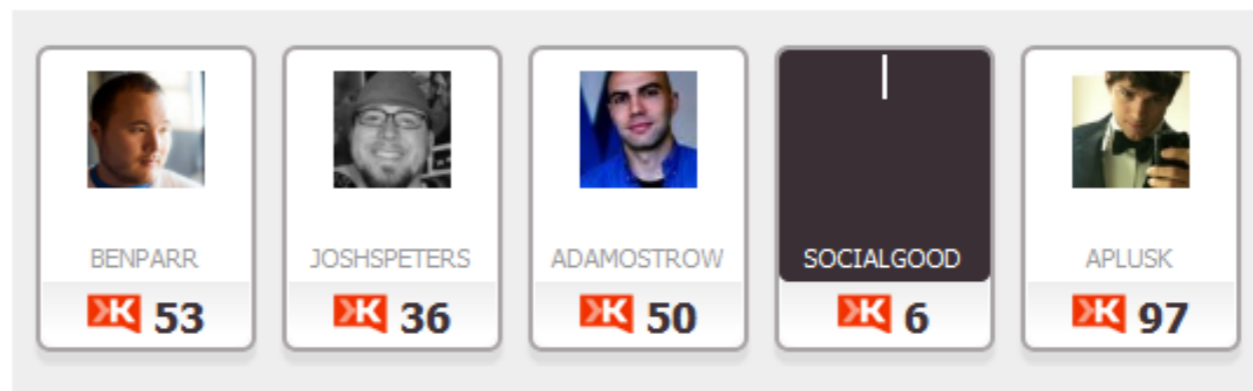 BENPARR
K 53
JOSHSPETERS
K 36
ADAMOSTROW
K 50
SOCIALGOOD
K 6
APLUSK
K 97